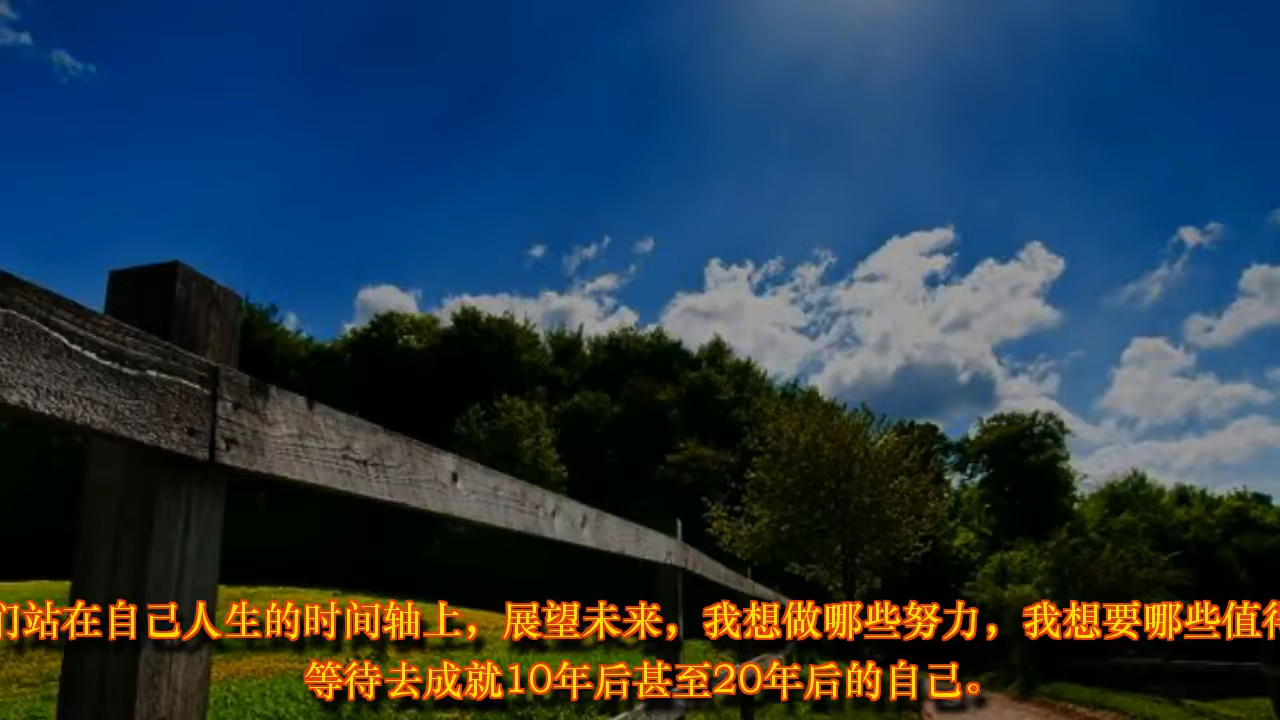 们站在自己人生的时间轴上，展望未来，我想做哪些努力，我想要哪些值得
等待去成就10年后甚至20年后的自己。